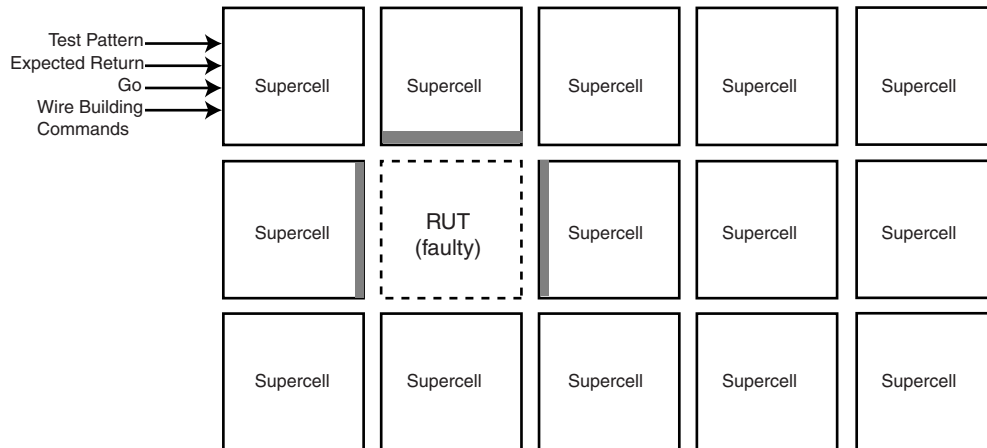 Test Pattern
Expected Return
Go
Wire Building
Commands
Supercell
Supercell
Supercell
Supercell
Supercell
Supercell
RUT
(faulty)
Supercell
Supercell
Supercell
Supercell
Supercell
Supercell
Supercell
Supercell